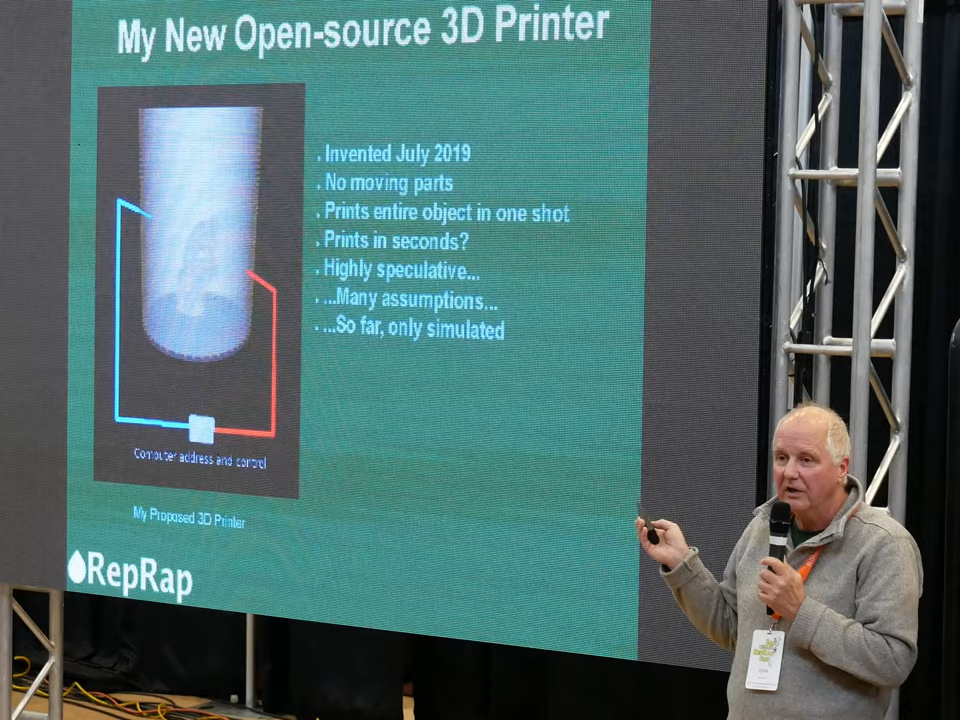 My New Open-source 3D Printer
. Invented July 2019
. No moving parts
. Prints entire object in one shot
. Prints in seconds?
. Highly speculative...
. ...Many assumptions...
. ...So far, only simulated
Computer address and control
My Proposed 3D Printer
RepRap